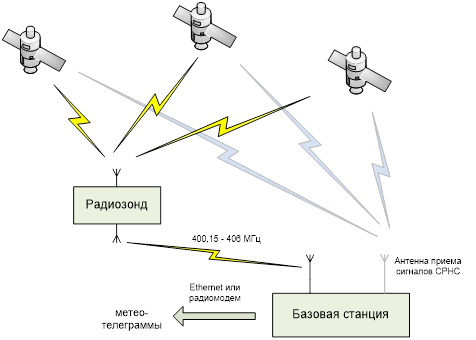 Радиозонд
400,15 - 406 МГц
Антенна приема
сигналов СРНС
Ethernet или
радиомодем
метео-
телеграммы
Базовая станция